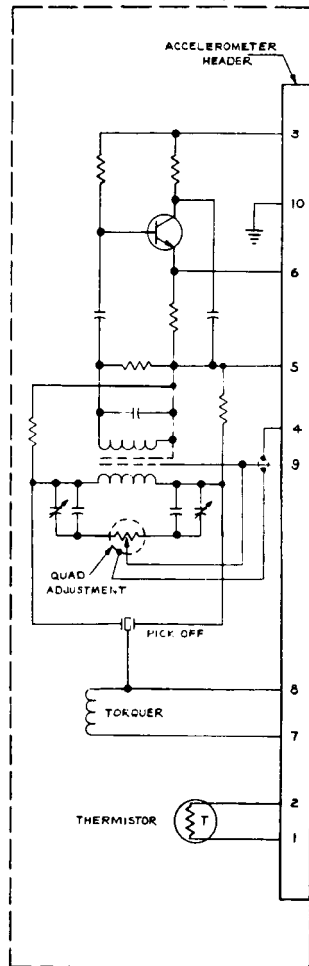 ACCELEROMETER
HEADER
3
10
6
5
4
9
QUAD
ADJUSTMENT
PICK OFF
8
TORQUER
7
2
THERMISTOR
T
1